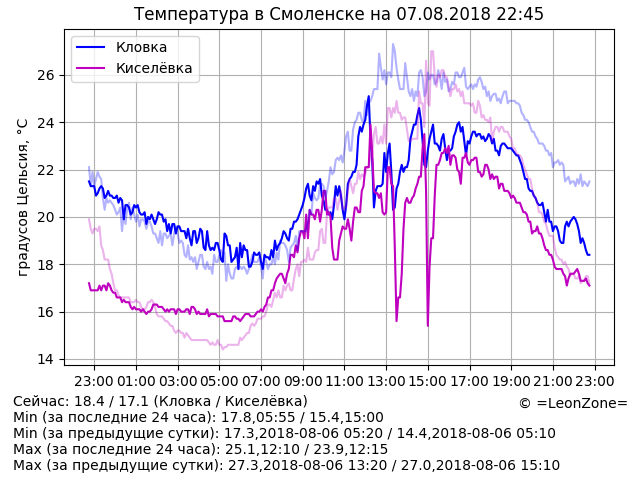 Температура в Смоленске на 07.08.2018 22:45
Кловка
Киселёвка
градусов Цельсия, °C
26
24
22
20
18
16
14
23:00 01:00 03:00 05:00 07:00 09:00 11:00 13:00 15:00 17:00 19:00 21:00 23:00
Сейчас: 18.4 / 17.1 (Кловка / Киселёвка)
© =LeonZone=
Min (за последние 24 часа): 17.8,05:55 / 15.4,15:00
Min (за предыдущие сутки): 17.3,2018-08-06 05:20 / 14.4,2018-08-06 05:10
Max (за последние 24 часа): 25.1,12:10 / 23.9,12:15
Max (за предыдущие сутки): 27.3,2018-08-06 13:20 / 27.0,2018-08-06 15:10